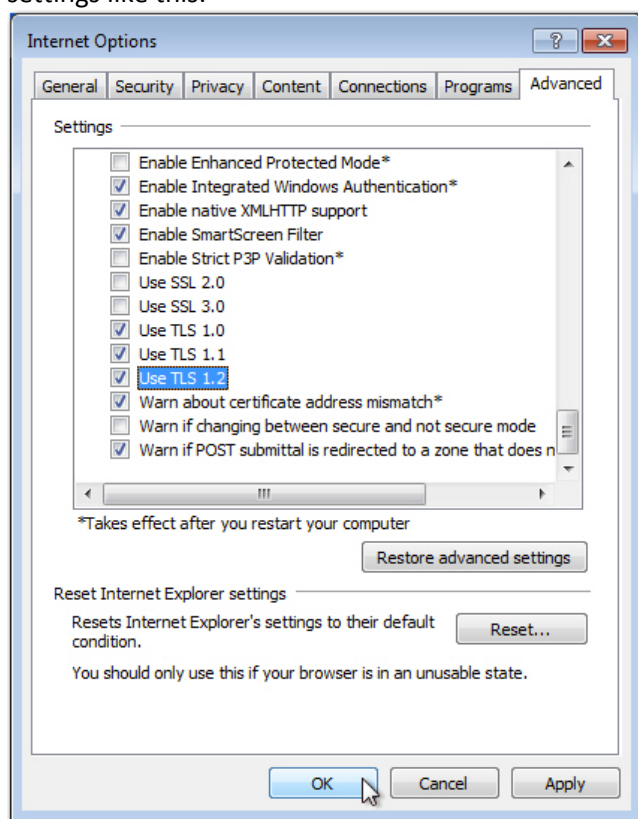 settings like this:
Internet Options
General Security Privacy Content Connections Programs Advanced
Settings
Enable Enhanced Protected Mode*
Enable Integrated Windows Authentication*
Enable native XMLHTTP support
Enable SmartScreen Filter
Enable Strict P3P Validation*
Use SSL 2.0
Use SSL 3.0
Use TLS 1.0
Use TLS 1.1
Use TLS 1.2
Warn about certificate address mismatch*
Warn if changing between secure and not secure mode
Warn if POST submittal is redirected to a zone that does n
*Takes effect after you restart your computer
Restore advanced settings
Reset Internet Explorer settings
Resets Internet Explorer's settings to their default
condition.
Reset...
You should only use this if your browser is in an unusable state.
OK Cancel Apply